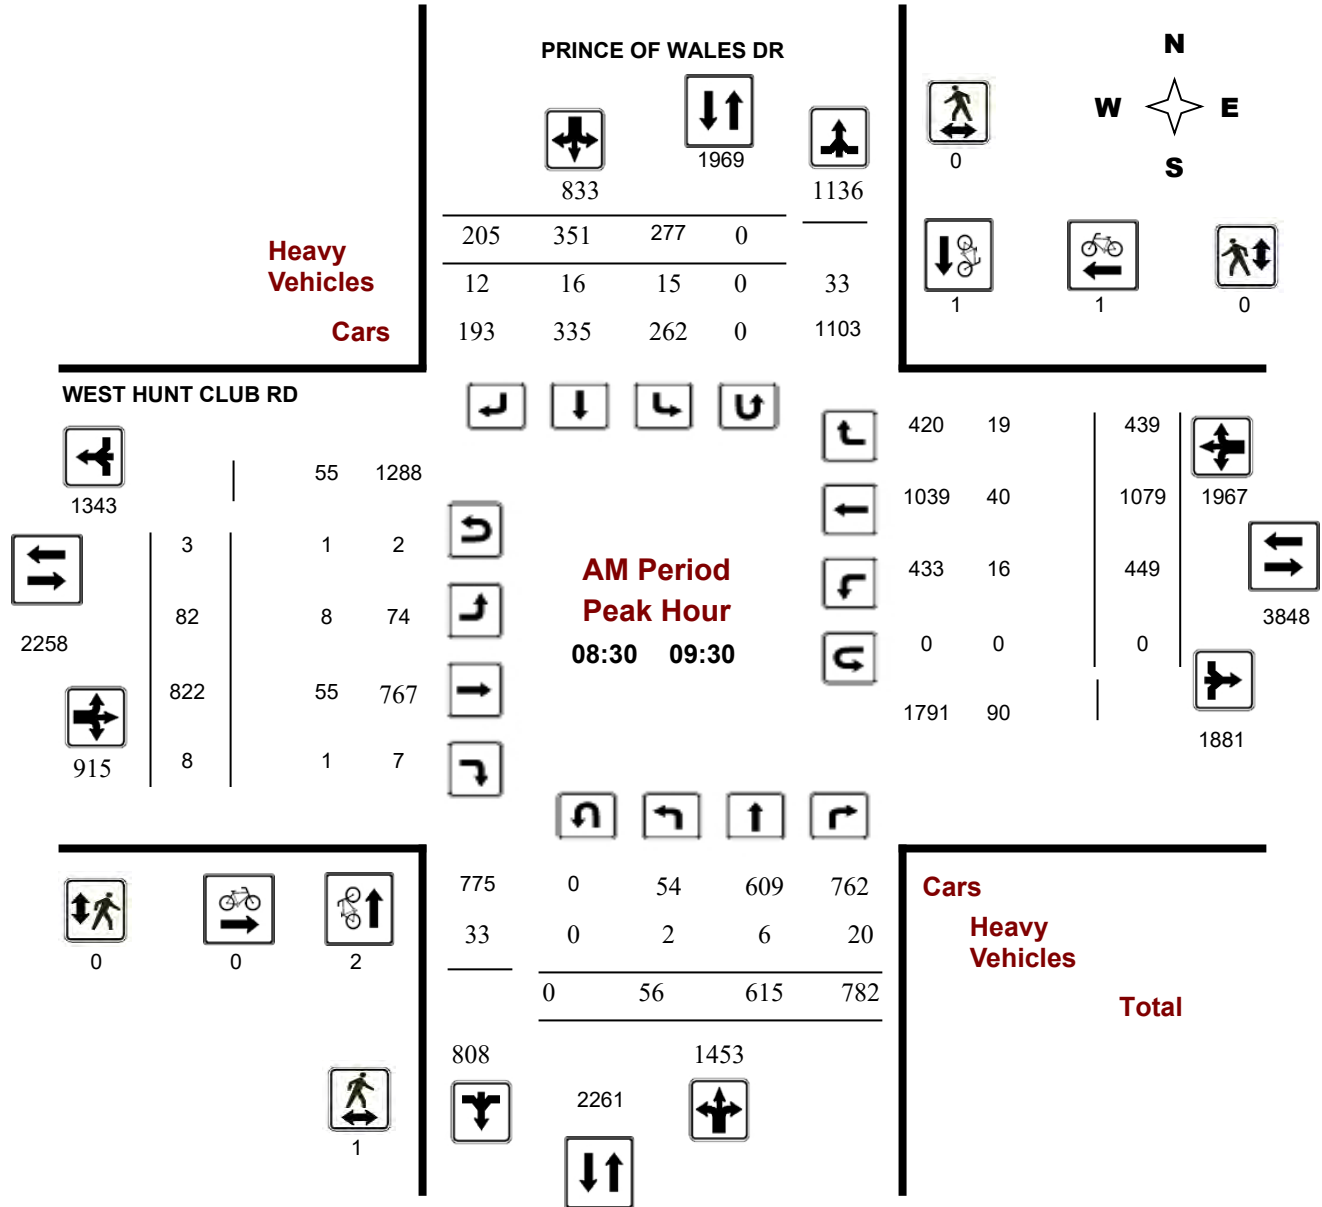 PRINCE OF WALES DR
N
W E
S
1969
0
833
1136
205 351 277 0
Heavy
Vehicles
12 16 15 0 33
1 1 0
Cars
193 335 262 0 1103
WEST HUNT CLUB RD
420 19 439
55 1288
1343
1039 40 1079 1967
3 1 2
AM Period
Peak Hour
433 16 449
82 8 74
3848
2258
08:30 09:30
0 0 0
822 55 767
1791 90
1881
915
8 1 7
775 0 54 609 762
Cars
33 0 2 6 20
Heavy
Vehicles
0 0 2
0 56 615 782
Total
808 1453
2261
1